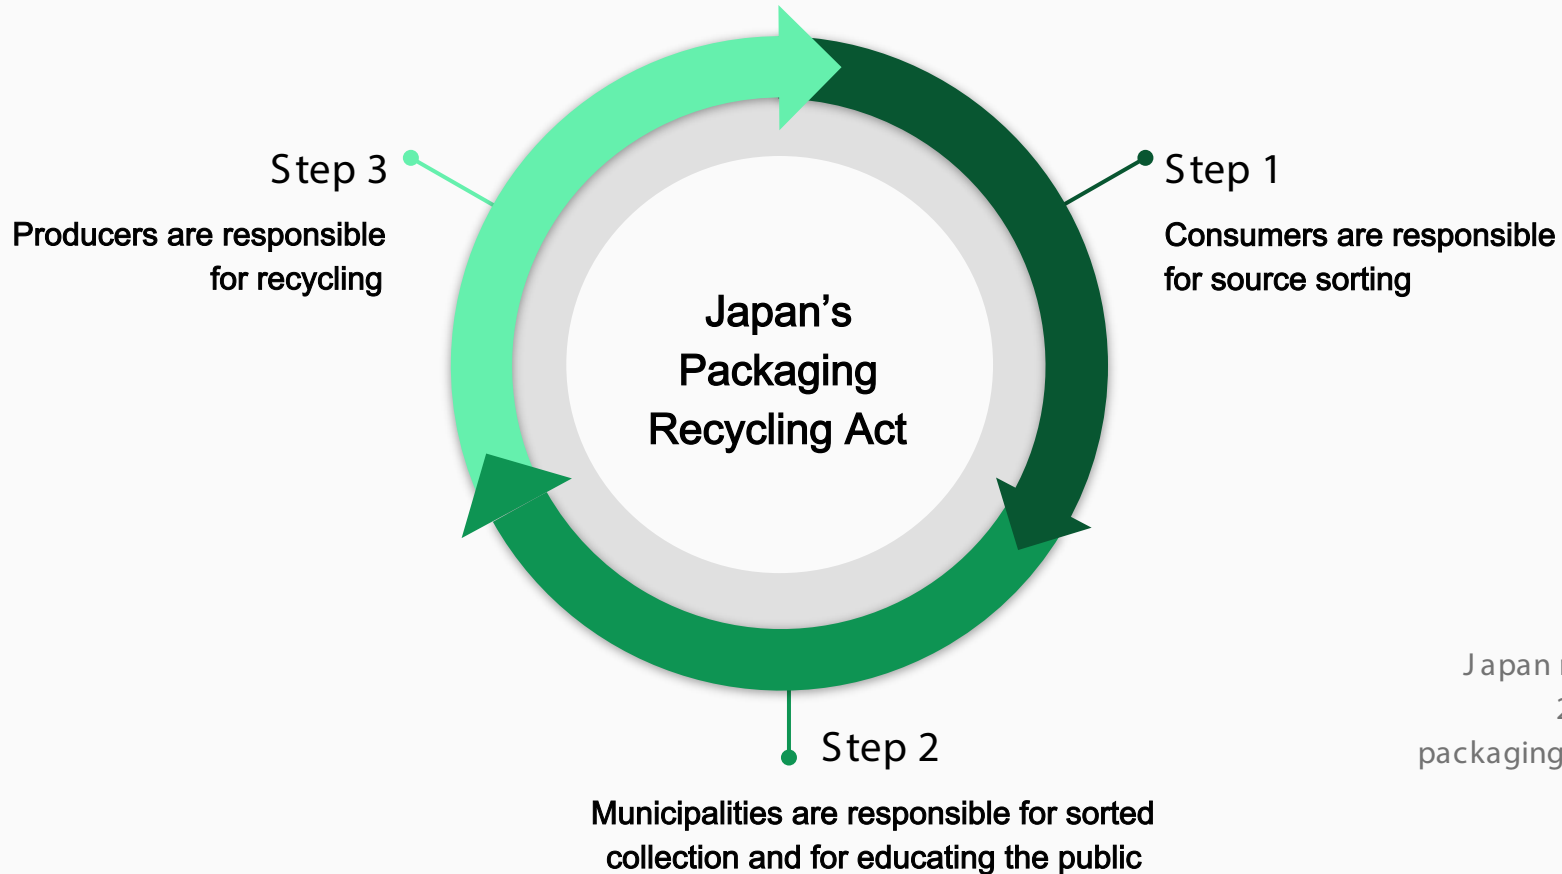 Step 3
Producers are responsible
for recycling
Step 1
Consumers are responsible
for source sorting
Japan’s
Packaging
Recycling Act
Step 2
Municipalities are responsible for sorted
collection and for educating the public
Japan
packaging